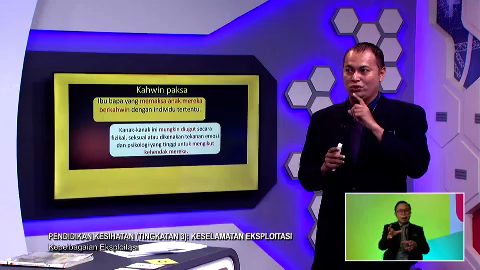 Kahwin paksa
Ibu bapa yang memaksa anak mereka
berkahwin dengan individu tertentu.
Kanak-kanak ini mungkin diugut secara
fizikal, seksual atau dikenakan tekanan emosi
dan psikologi yang tinggi untuk mengikut
kehendak mereka.
PENDIDIKAN KESIHATAN (TINGKATAN 3): KESELAMATAN EKSPLOITASI
Kepelbagaian Eksploitasi